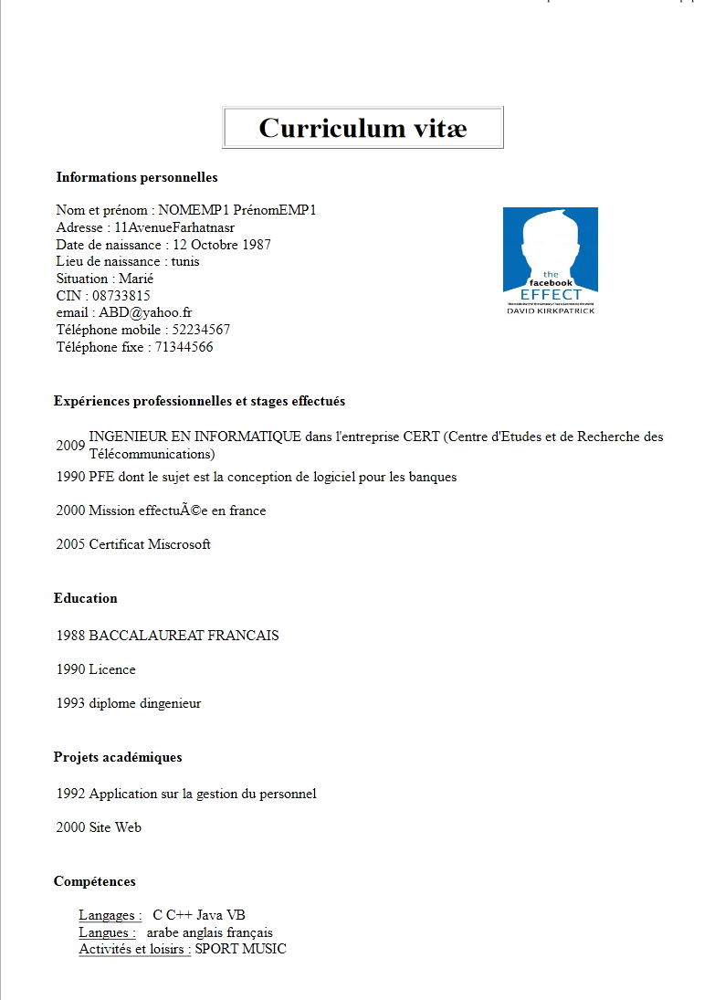 Curriculum vitæ
Informations personnelles
Nom et prénom : NOMEMP1 PrénomEMP1
Adresse : 11AvenueFarhatnasr
Date de naissance : 12 Octobre 1987
Lieu de naissance : tunis
Situation : Marié
CIN : 08733815
email : ABD@yahoo.fr
Téléphone mobile : 52234567
Téléphone fixe : 71344566
the
facebook
EFFECT
DAVID KIRKPATRICK
Expériences professionnelles et stages effectués
2009 INGENIEUR EN INFORMATIQUE dans l'entreprise CERT (Centre d'Etudes et de Recherche des
Télécommunications)
1990 PFE dont le sujet est la conception de logiciel pour les banques
2000 Mission effectuÃ©e en france
2005 Certificat Miscrosoft
Education
1988 BACCALAUREAT FRANCAIS
1990 Licence
1993 diplome dingenieur
Projets académiques
1992 Application sur la gestion du personnel
2000 Site Web
Compétences
Langages : C C++ Java VB
Langues : arabe anglais français
Activités et loisirs : SPORT MUSIC